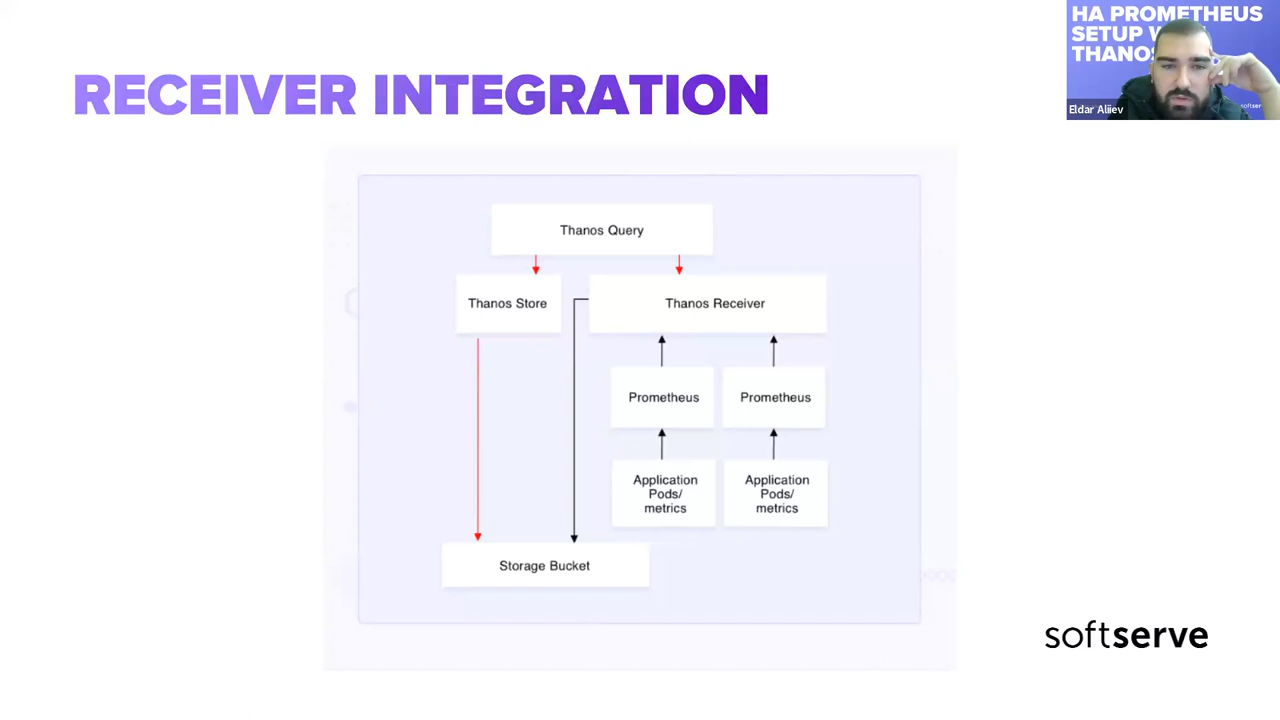 HA PROMETHEUS
SETUP
THANOS
Eldar Aliiev
softser
RECEIVER INTEGRATION
Thanos Query
Thanos Store
Thanos Receiver
Prometheus
Prometheus
Application
Pods/
metrics
Application
Pods/
metrics
Storage Bucket
softserve